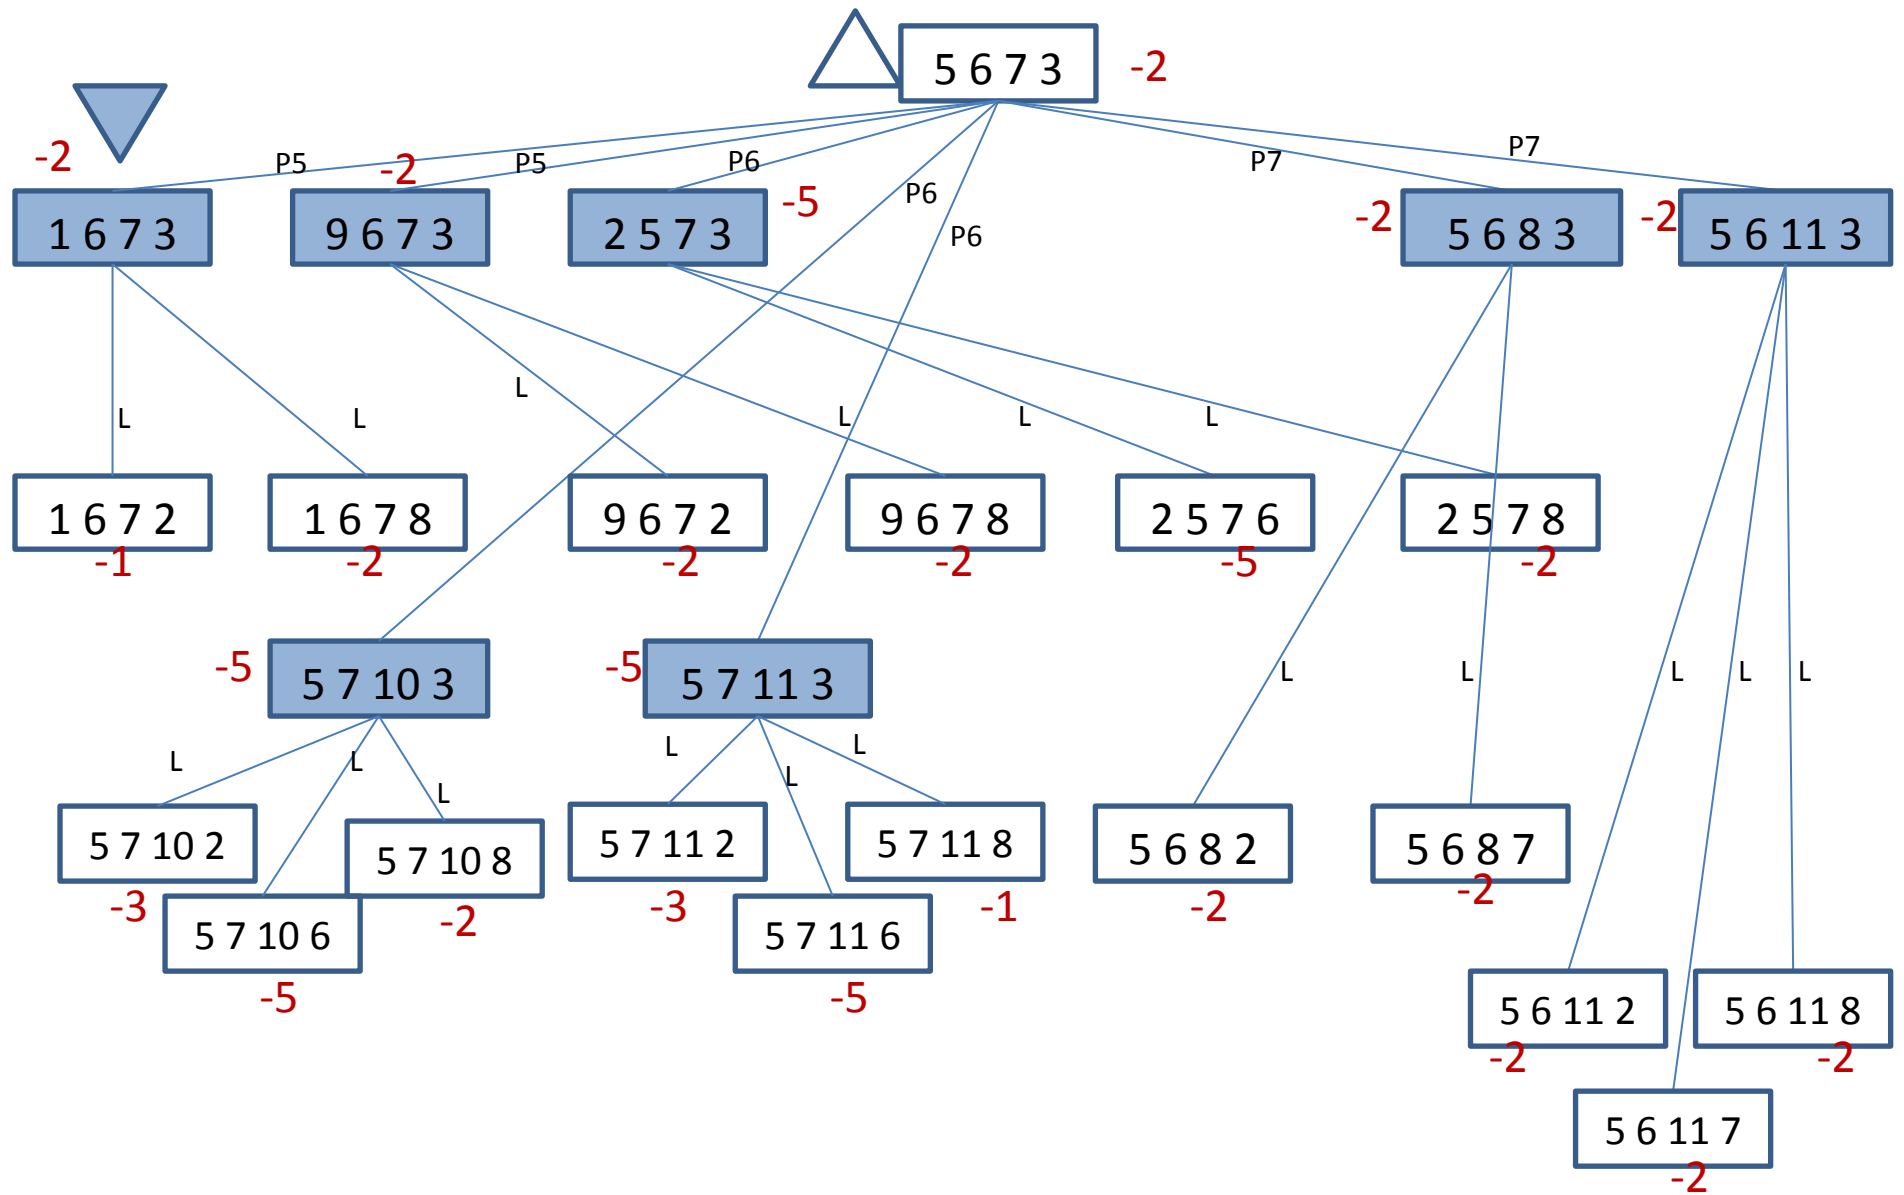 5 6 7 3
-2
P5
P5
P6
P6
P6
P7
P7
-2
1 6 7 3
-2
9 6 7 3
-5
2 5 7 3
-2
5 6 8 3
-2
5 6 11 3
L
L
L
L
L
L
1 6 7 2
-1
1 6 7 8
-2
9 6 7 2
-2
9 6 7 8
-2
2 5 7 6
-5
2 5 7 8
-2
-5
5 7 10 3
-5
5 7 11 3
L
L
L
L
L
L
L
L
L
L
L
5 7 10 2
-3
5 7 10 6
-5
5 7 10 8
-2
5 7 11 2
-3
5 7 11 6
-5
5 7 11 8
-1
5 6 8 2
-2
5 6 8 7
-2
5 6 11 2
-2
5 6 11 8
-2
5 6 11 7
-2